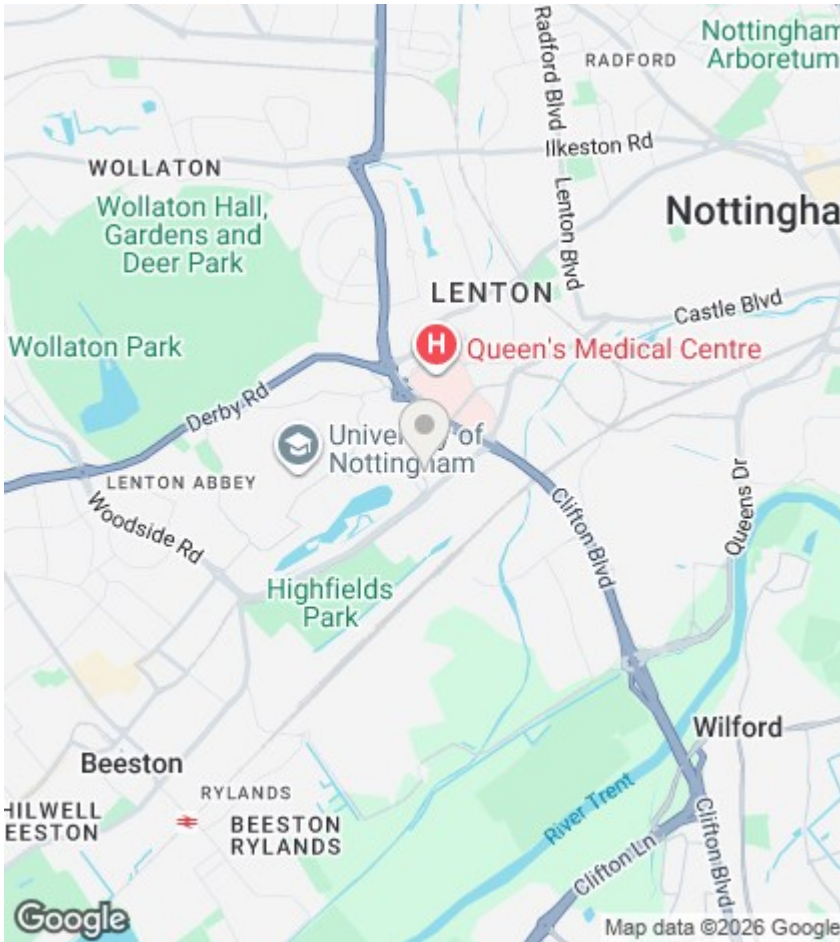 Nottingham
Arboretum
RADFORD
Radford Blvd
Ilkeston Rd
WOLLATON
Lenton Blvd
Wollaton Hall,
Gardens and
Deer Park
Nottingha
LENTON
Castle Blvd
Wollaton Park
H
Queen's Medical Centre
Derby Rd
University of
Nottingham
LENTON ABBEY
Woodside Rd
Clifton Blvd
Queens Dr
Highfields
Park
Wilford
Beeston
RYLANDS
HILWELL
EESTON
BEESTON
RYLANDS
River Trent
Clifton Ln
Clifton Blvd
Google
Map data ©2026 Google